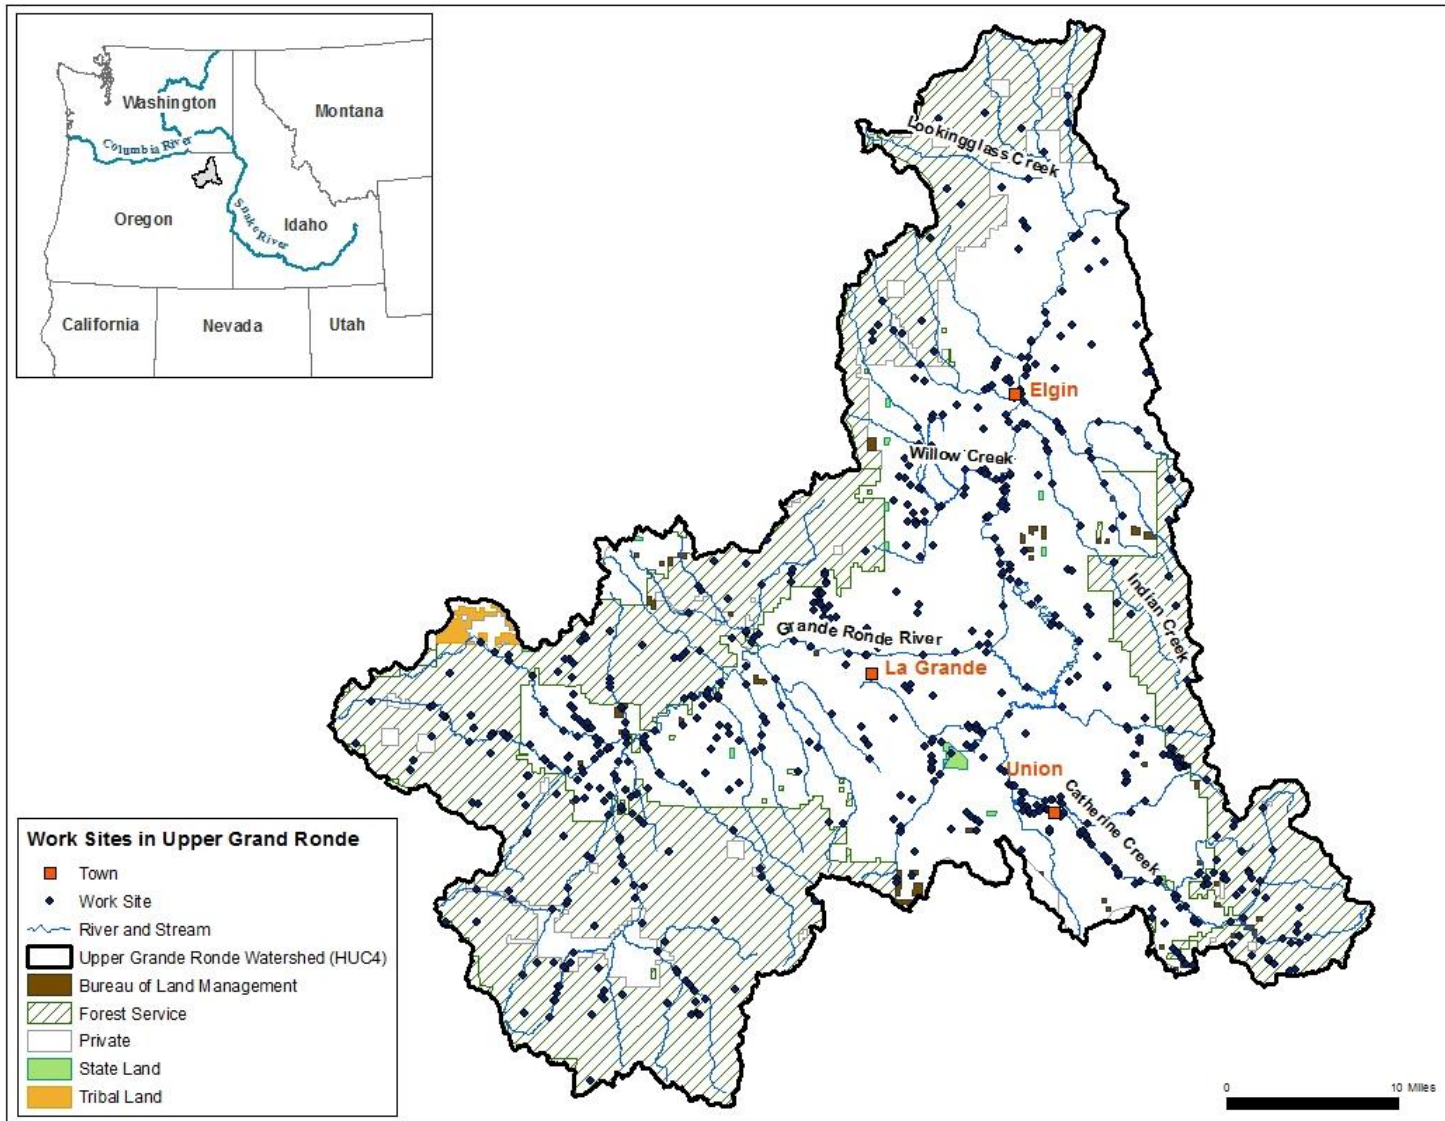 Washington
Montana
Columbia River
Oregon
Snake River
Idaho
California
Nevada
Utah
Lookingglass Creek
Elgin
Willow Creek
Indian Creek
Grande Ronde River
La Grande
Union
Catherine Creek
Work Sites in Upper Grand Ronde
Town
Work Site
River and Stream
Upper Grande Ronde Watershed (HUC4)
Bureau of Land Management
Forest Service
Private
State Land
Tribal Land
0 10 Miles